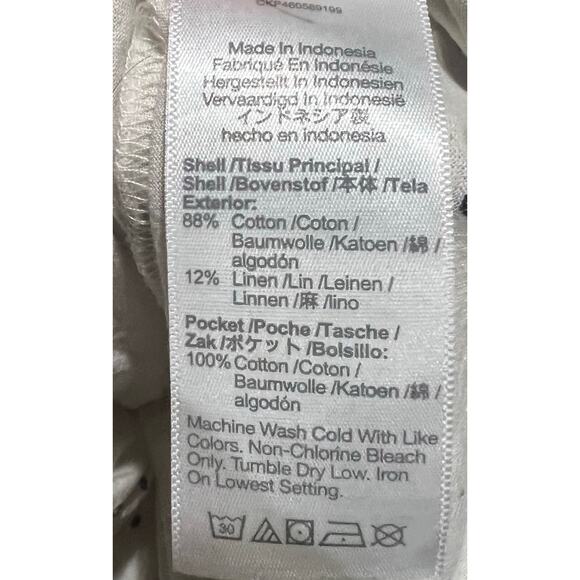 CKP460589199
Made In Indonesia
Fabriqué En Indonésie
Hergestellt In Indonesien
Vervaardigd In Indonesië
インドネシア製
hecho en indonesia
Shell /Tissu Principal /
Shell /Bovenstof /本体 /Tela
Exterior:
88% Cotton /Coton /
Baumwolle /Katoen /綿 /
algodón
12% Linen /Lin /Leinen /
Linnen /麻 /lino
Pocket /Poche /Tasche /
Zak /ポケット /Bolsillo:
100% Cotton /Coton /
Baumwolle /Katoen /綿 /
algodón
Machine Wash Cold With Like
Colors. Non-Chlorine Bleach
Only. Tumble Dry Low. Iron
On Lowest Setting.
30